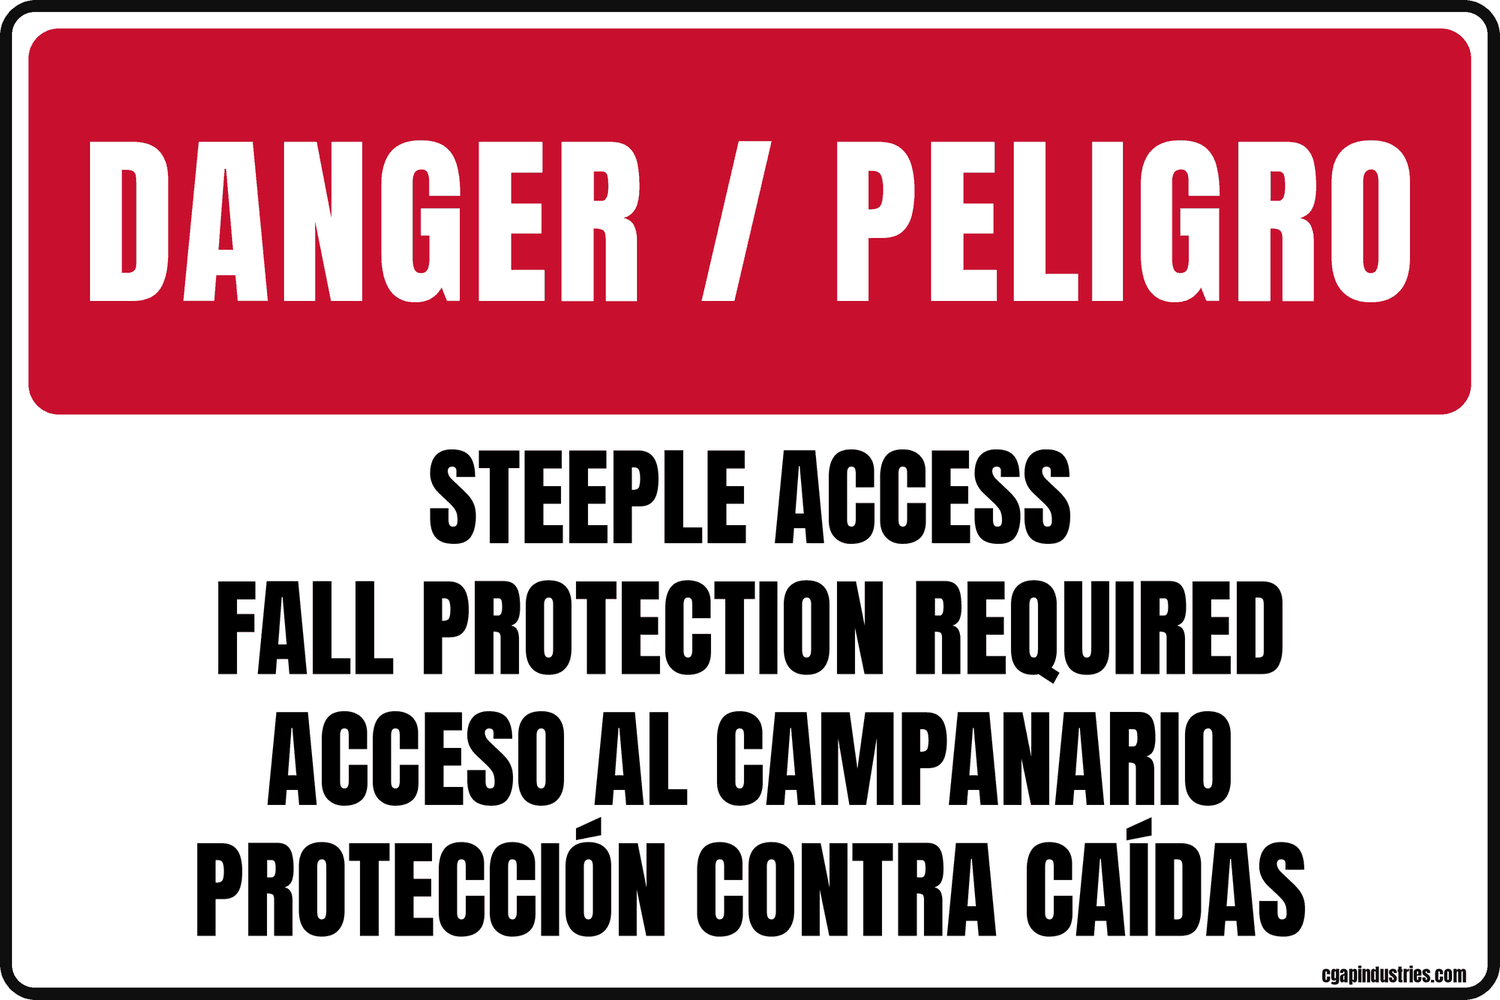 DANGER / PELIGRO
STEEPLE ACCESS
FALL PROTECTION REQUIRED
ACCESO AL CAMPANARIO
PROTECCIÓN CONTRA CAÍDAS
cgapindustries.com